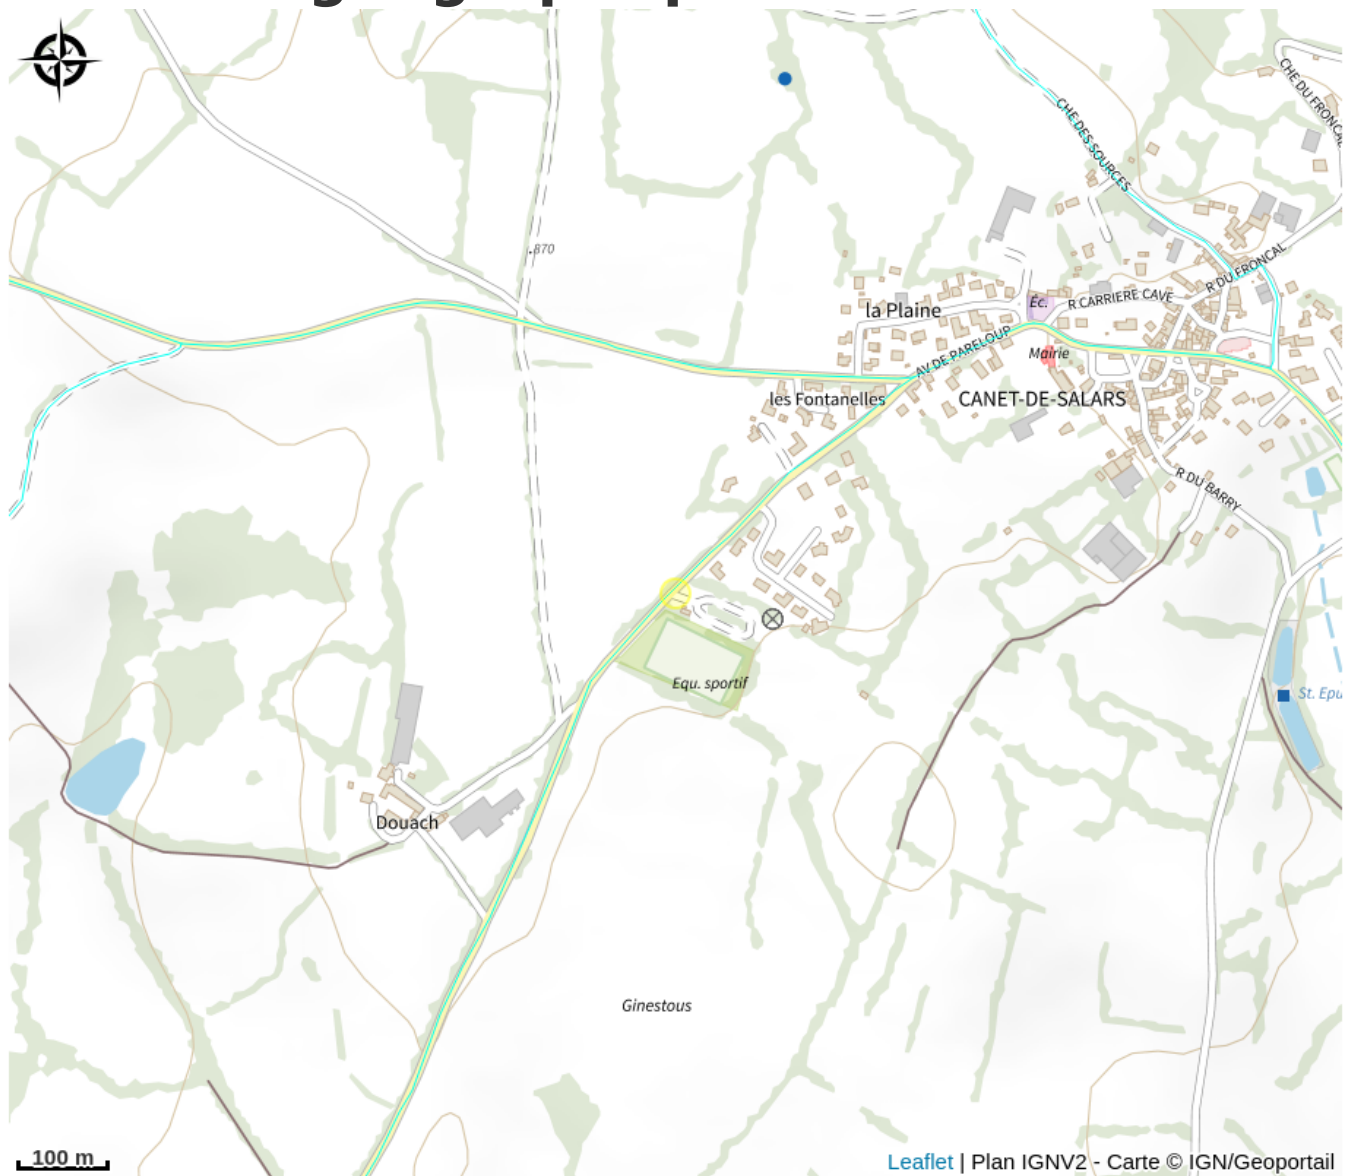 CHE DU FRONCAL
CHE DES SOURCES
870
R DU FRONCAL
Éc.
R CARRIERE CAVE
la Plaine
AV DE PARELOUP
Mairie
les Fontanelles
CANET-DE-SALARS
R DU BARRY
Equ. sportif
St. Epu
Douach
Ginestous
100 m
Leaflet | Plan IGNV2 - Carte © IGN/Geoportail